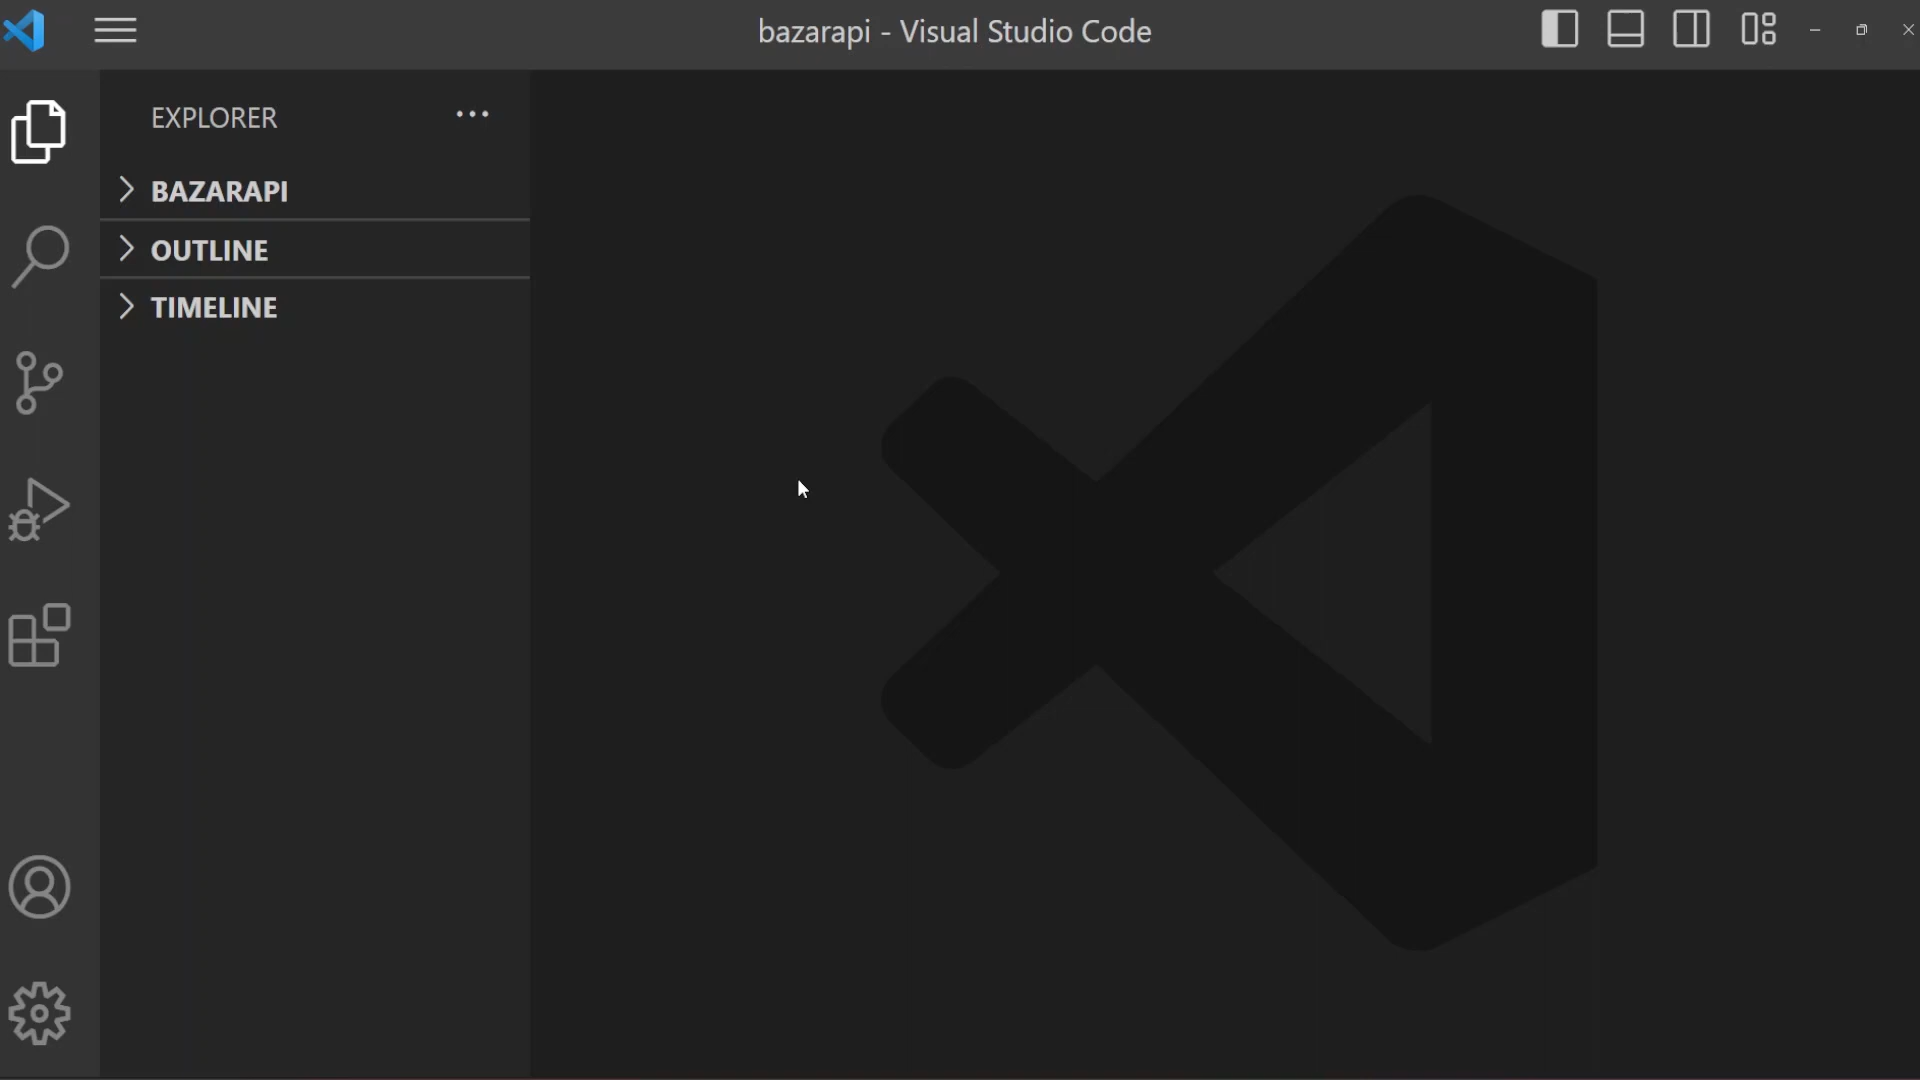 bazarapi - Visual Studio Code
EXPLORER
BAZARAPI
OUTLINE
TIMELINE